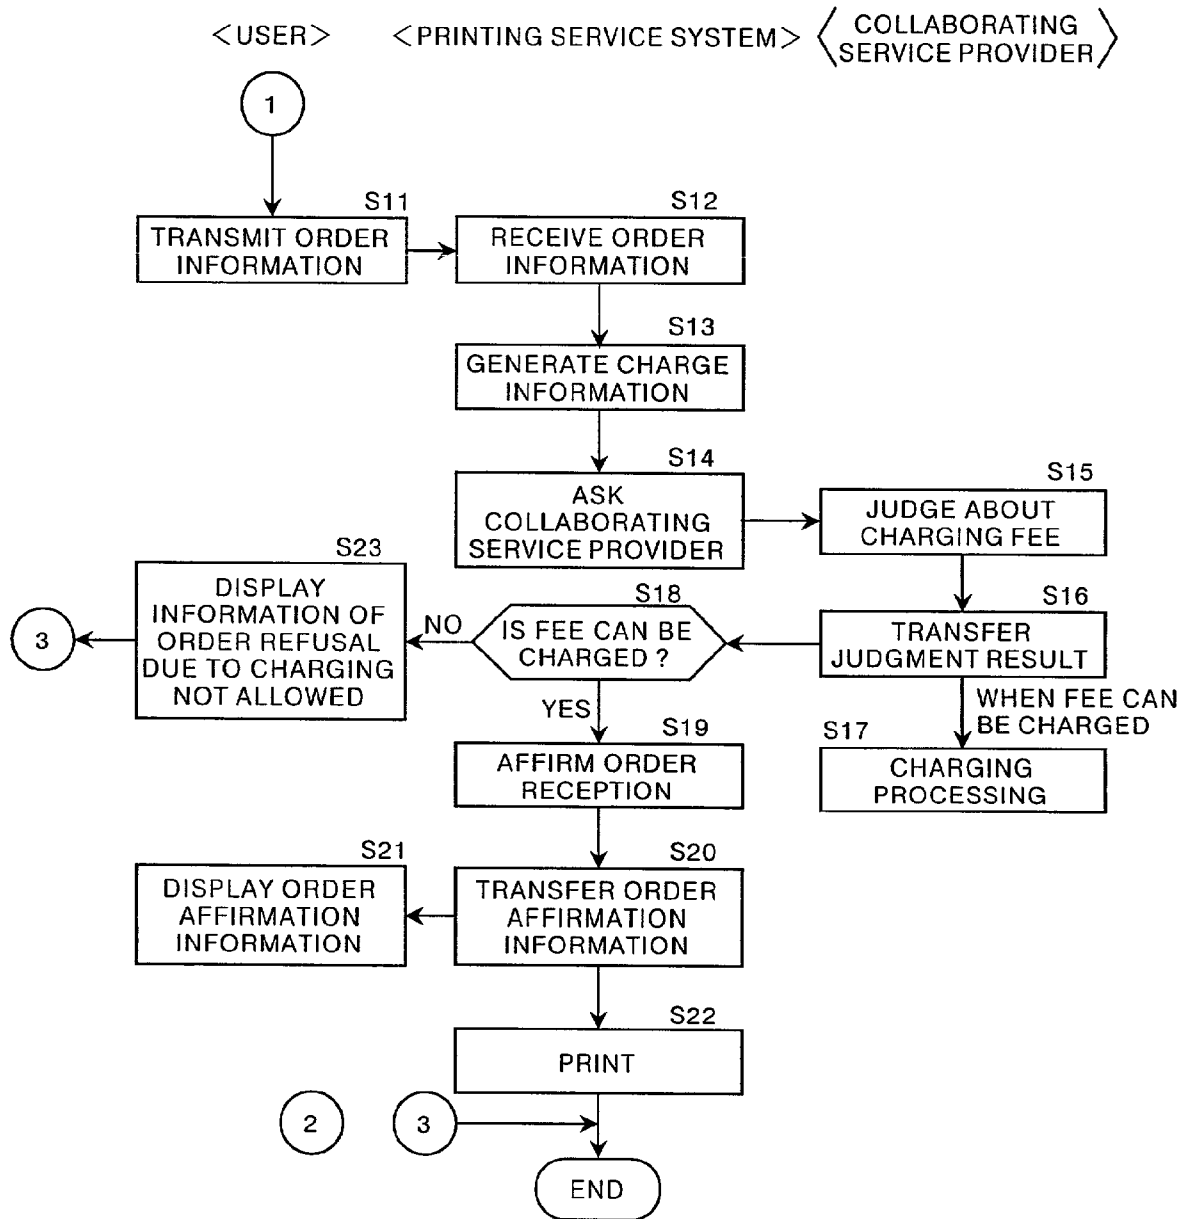 <USER>
<PRINTING SERVICE SYSTEM>
<COLLABORATING
SERVICE PROVIDER>
1
S11
TRANSMIT ORDER
INFORMATION
S12
RECEIVE ORDER
INFORMATION
S13
GENERATE CHARGE
INFORMATION
S14
ASK
COLLABORATING
SERVICE PROVIDER
S15
JUDGE ABOUT
CHARGING FEE
S16
TRANSFER
JUDGMENT RESULT
WHEN FEE CAN
BE CHARGED
S17
CHARGING
PROCESSING
S18
IS FEE CAN BE
CHARGED ?
NO
S23
DISPLAY
INFORMATION OF
ORDER REFUSAL
DUE TO CHARGING
NOT ALLOWED
3
YES
S19
AFFIRM ORDER
RECEPTION
S20
TRANSFER ORDER
AFFIRMATION
INFORMATION
S21
DISPLAY ORDER
AFFIRMATION
INFORMATION
S22
PRINT
2
3
END